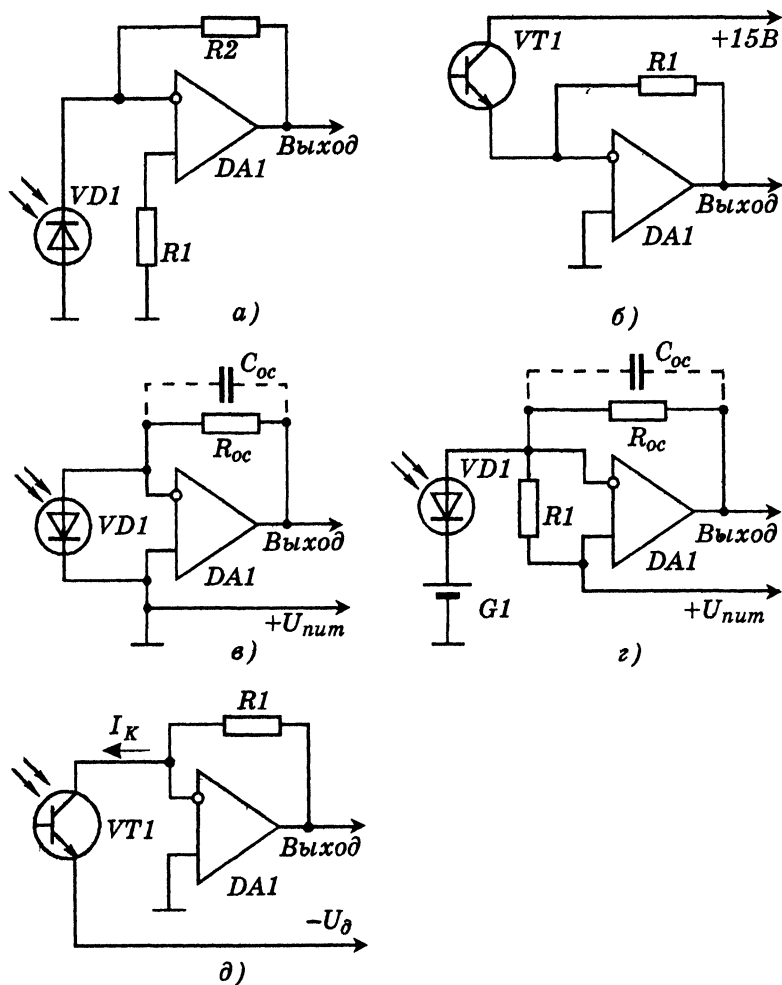 R2
Выход
DA1
VD1
R1
а)
VT1
+15В
R1
Выход
DA1
б)
Cос
Rос
VD1
Выход
DA1
+Uпит
в)
Cос
Rос
VD1
R1
Выход
DA1
G1
+Uпит
г)
R1
IК
VT1
Выход
DA1
−Uд
д)